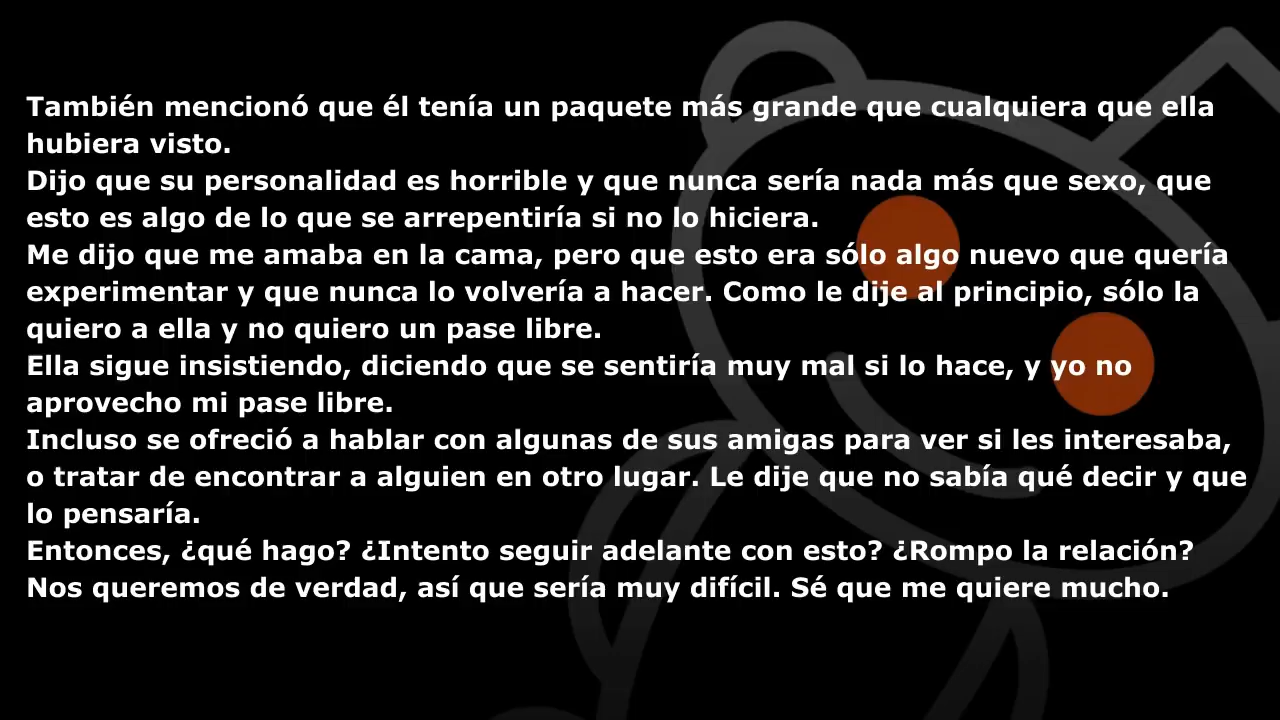 También mencionó que él tenía un paquete más grande que cualquiera que ella
hubiera visto.
Dijo que su personalidad es horrible y que nunca sería nada más que sexo, que
esto es algo de lo que se arrepentiría si no lo hiciera.
Me dijo que me amaba en la cama, pero que esto era sólo algo nuevo que quería
experimentar y que nunca lo volvería a hacer. Como le dije al principio, sólo la
quiero a ella y no quiero un pase libre.
Ella sigue insistiendo, diciendo que se sentiría muy mal si lo hace, y yo no
aprovecho mi pase libre.
Incluso se ofreció a hablar con algunas de sus amigas para ver si les interesaba,
o tratar de encontrar a alguien en otro lugar. Le dije que no sabía qué decir y que
lo pensaría.
Entonces, ¿qué hago? ¿Intento seguir adelante con esto? ¿Rompo la relación?
Nos queremos de verdad, así que sería muy difícil. Sé que me quiere mucho.